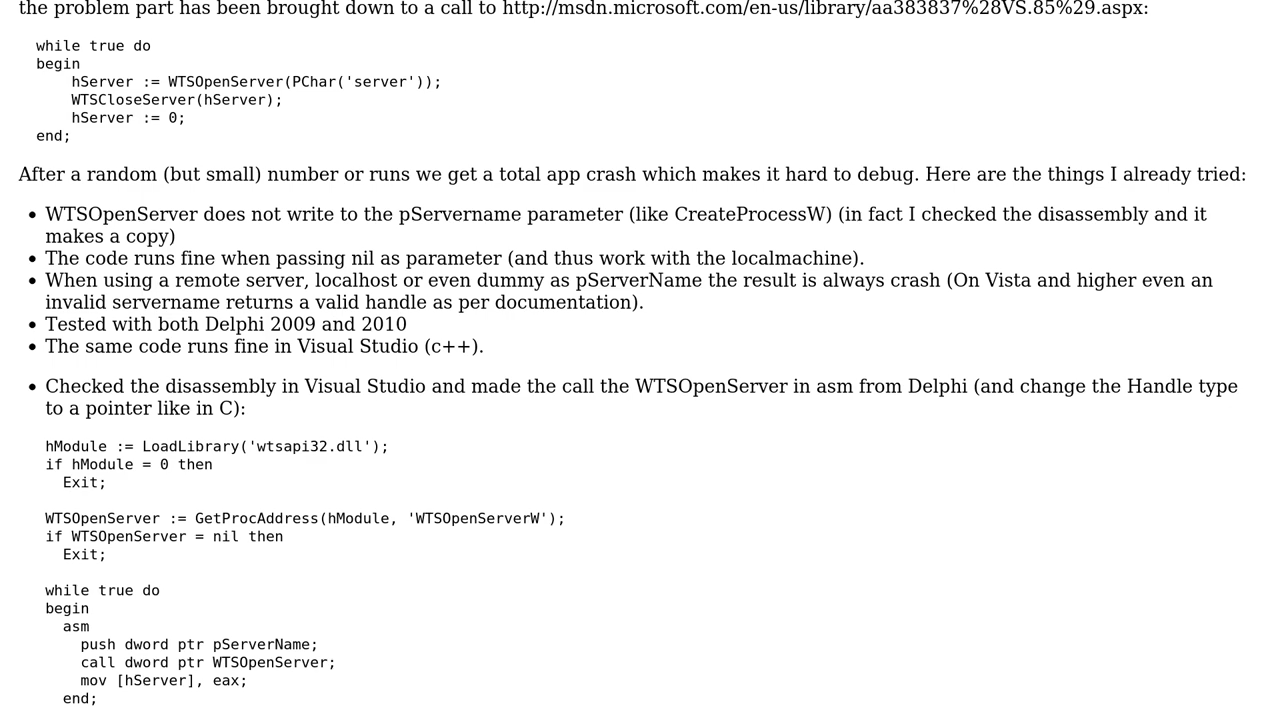 the problem part has been brought down to a call to http://msdn.microsoft.com/en-us/library/aa383837%28VS.85%29.aspx:
while true do
begin
hServer := WTSOpenServer(PChar('server'));
WTSCloseServer(hServer);
hServer := 0;
end;
After a random (but small) number or runs we get a total app crash which makes it hard to debug. Here are the things I already tried:
• WTSOpenServer does not write to the pServername parameter (like CreateProcessW) (in fact I checked the disassembly and it
makes a copy)
• The code runs fine when passing nil as parameter (and thus work with the localmachine).
• When using a remote server, localhost or even dummy as pServerName the result is always crash (On Vista and higher even an
invalid servername returns a valid handle as per documentation).
• Tested with both Delphi 2009 and 2010
• The same code runs fine in Visual Studio (c++).
• Checked the disassembly in Visual Studio and made the call the WTSOpenServer in asm from Delphi (and change the Handle type
to a pointer like in C):
hModule := LoadLibrary('wtsapi32.dll');
if hModule = 0 then
Exit;
WTSOpenServer := GetProcAddress(hModule, 'WTSOpenServerW');
if WTSOpenServer = nil then
Exit;
while true do
begin
asm
push dword ptr pServerName;
call dword ptr WTSOpenServer;
mov [hServer], eax;
end;